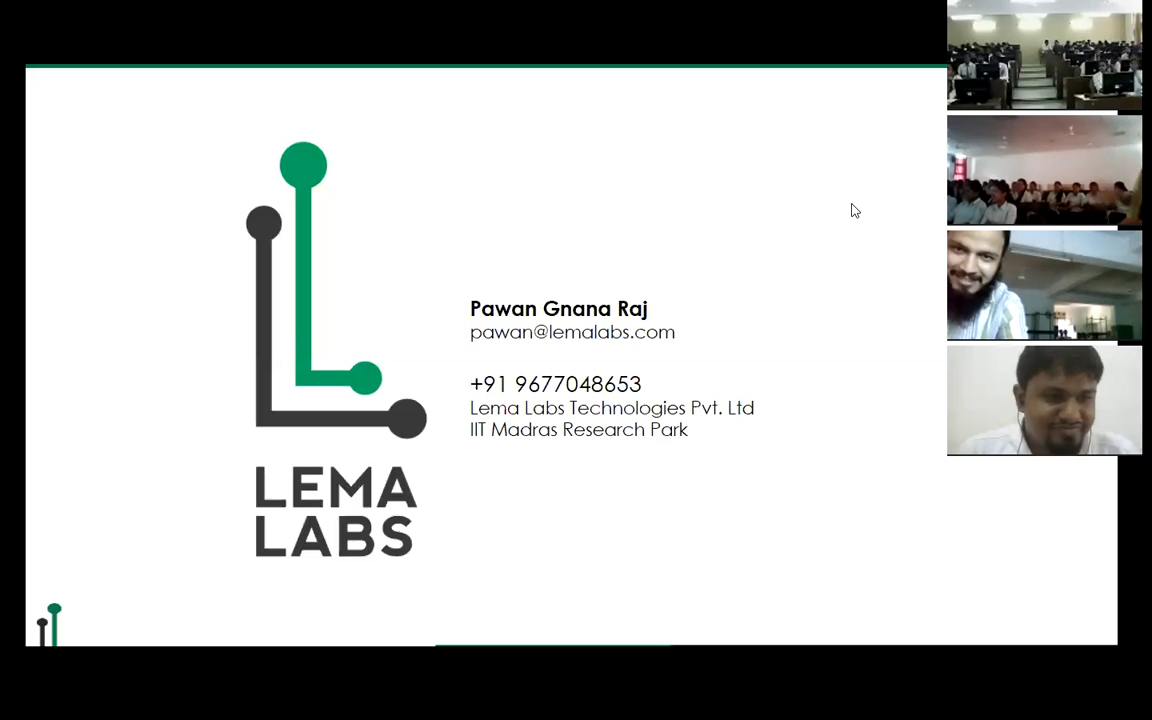 Pawan Gnana Raj
pawan@lemalabs.com
+91 9677048653
Lema Labs Technologies Pvt. Ltd
IIT Madras Research Park
LEMA
LABS